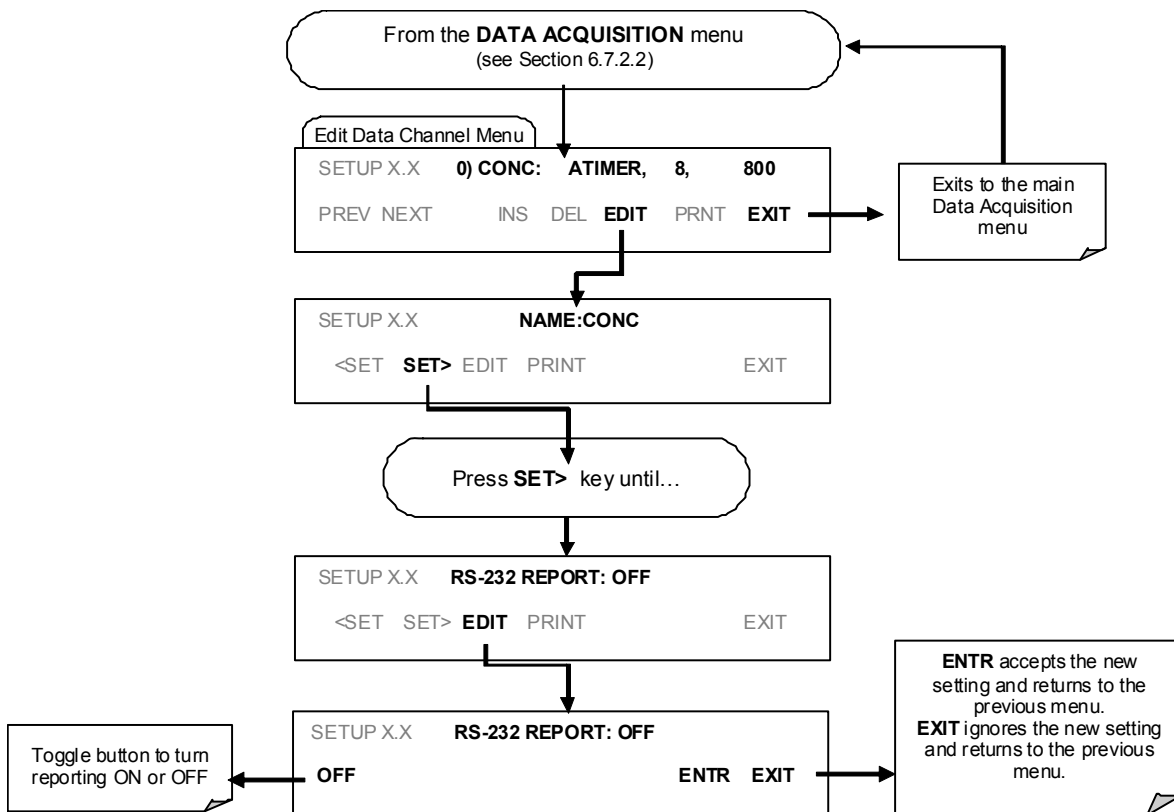 From the DATA ACQUISITION menu
(see Section 6.7.2.2)
Edit Data Channel Menu
SETUP X.X 0) CONC: ATIMER, 8, 800
PREV NEXT INS DEL EDIT PRNT EXIT
Exits to the main
Data Acquisition
menu
SETUP X.X NAME:CONC
<SET SET> EDIT PRINT EXIT
Press SET> key until…
SETUP X.X RS-232 REPORT: OFF
<SET SET> EDIT PRINT EXIT
SETUP X.X RS-232 REPORT: OFF
OFF ENTR EXIT
Toggle button to turn
reporting ON or OFF
ENTR accepts the new
setting and returns to the
previous menu.
EXIT ignores the new setting
and returns to the previous
menu.